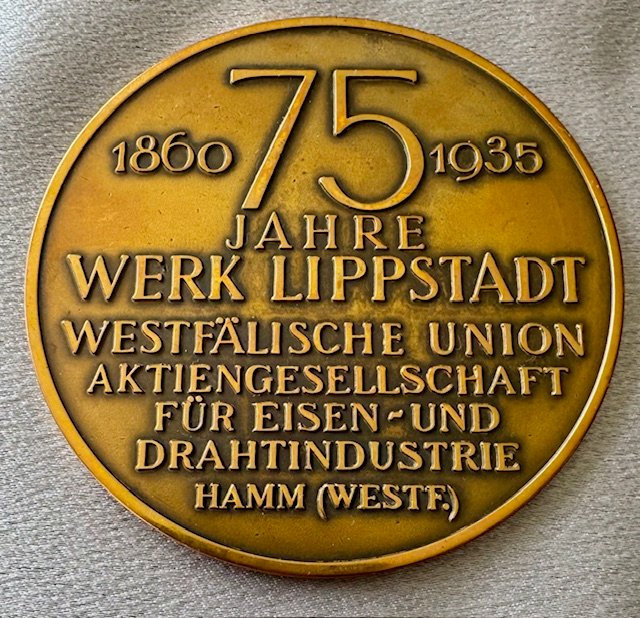 75
1860 1935
JAHRE
WERK LIPPSTADT
WESTFÄLISCHE UNION
AKTIENGESELLSCHAFT
FÜR EISEN-UND
DRAHTINDUSTRIE
HAMM (WESTF.)